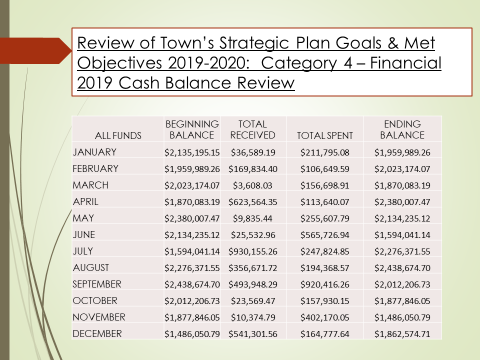 Review of Town's Strategic Plan Goals & Met
Objectives 2019-2020:  Category 4 – Financial
2019 Cash Balance Review
ALL FUNDS BEGINNING BALANCE TOTAL RECEIVED TOTAL SPENT ENDING BALANCE
JANUARY $2,135,195.15 $36,589.19 $211,795.08 $1,959,989.26
FEBRUARY $1,959,989.26 $169,834.40 $106,649.59 $2,023,174.07
MARCH $2,023,174.07 $3,608.03 $156,698.91 $1,870,083.19
APRIL $1,870,083.19 $623,564.35 $113,640.07 $2,380,007.47
MAY $2,380,007.47 $9,835.44 $255,607.79 $2,134,235.12
JUNE $2,134,235.12 $25,532.96 $565,726.94 $1,594,041.14
JULY $1,594,041.14 $930,155.26 $247,824.85 $2,276,371.55
AUGUST $2,276,371.55 $356,671.72 $194,368.57 $2,438,674.70
SEPTEMBER $2,438,674.70 $493,948.29 $920,416.26 $2,012,206.73
OCTOBER $2,012,206.73 $23,569.47 $157,930.15 $1,877,846.05
NOVEMBER $1,877,846.05 $10,374.79 $402,170.05 $1,486,050.79
DECEMBER $1,486,050.79 $541,301.56 $164,777.64 $1,862,574.71